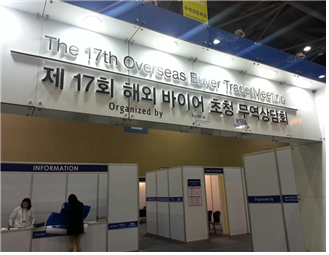 The 17th Overseas Buyer Trade Meeting
제 17회 해외 바이어 초청 무역상담회
Organized by
INFORMATION
Organized by